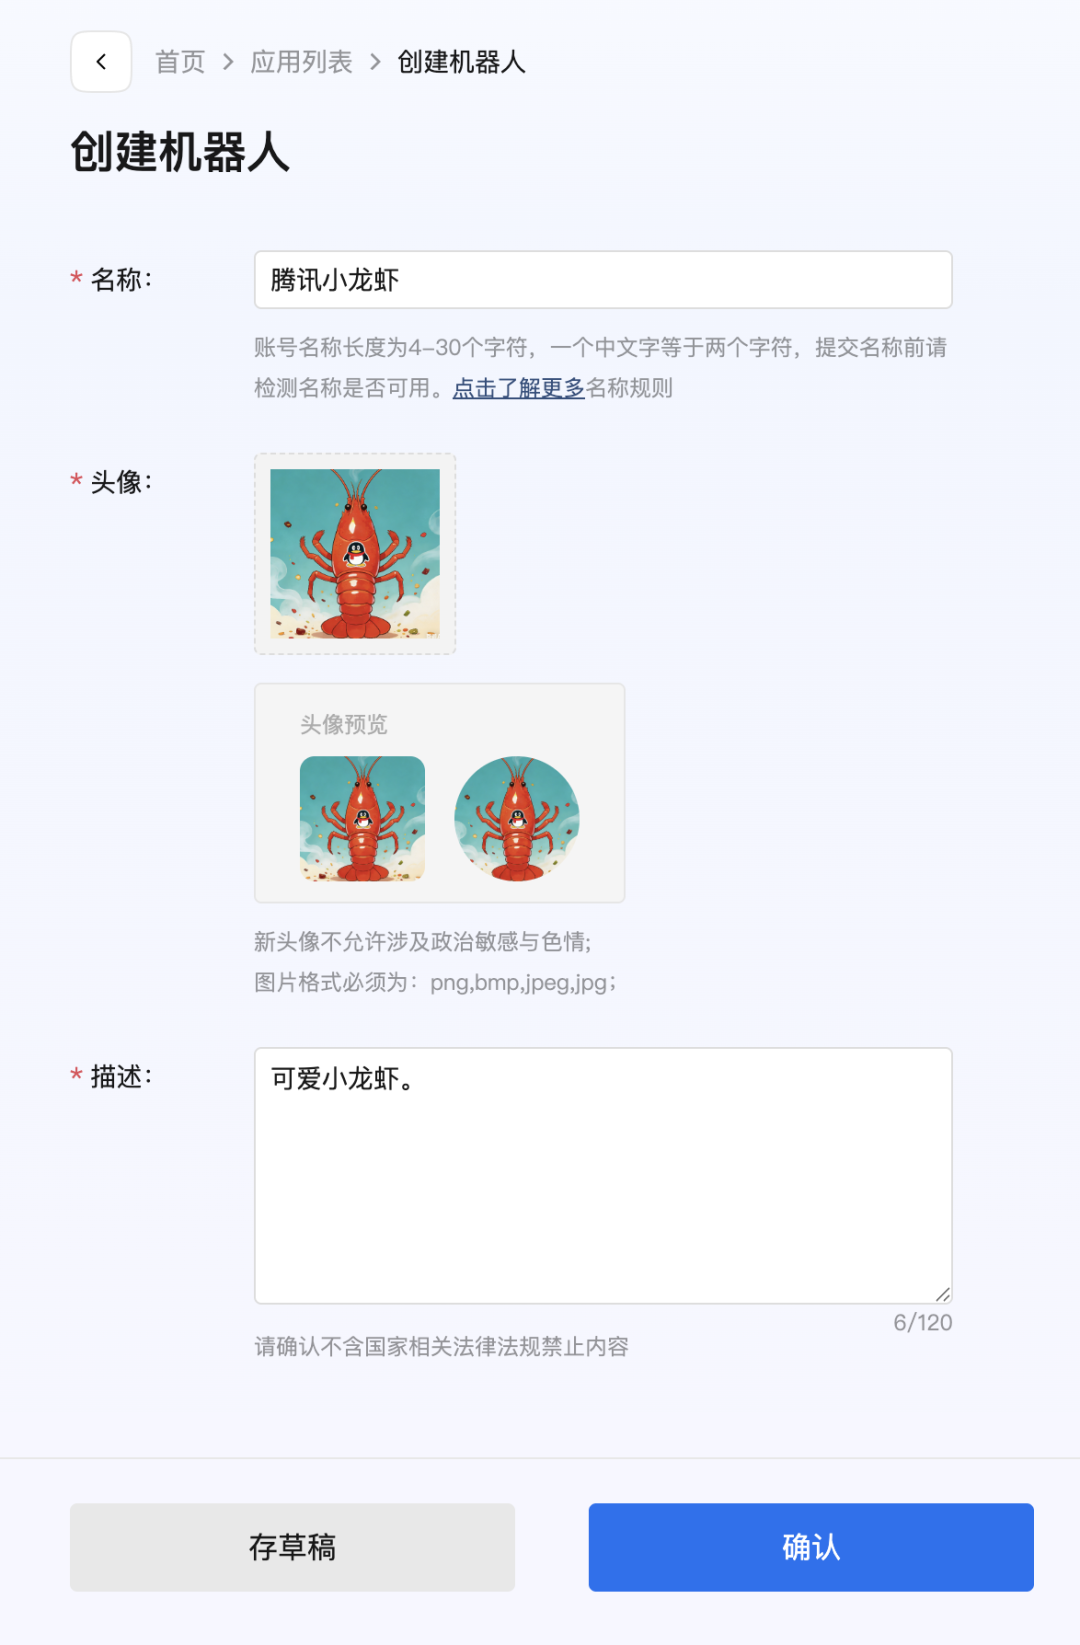 首页 > 应用列表 > 创建机器人
创建机器人
* 名称：
腾讯小龙虾
账号名称长度为4-30个字符，一个中文字等于两个字符，提交名称前请
检测名称是否可用。点击了解更多名称规则
* 头像：
头像预览
新头像不允许涉及政治敏感与色情;
图片格式必须为：png,bmp,jpeg,jpg；
* 描述：
可爱小龙虾。
6/120
请确认不含国家相关法律法规禁止内容
存草稿
确认